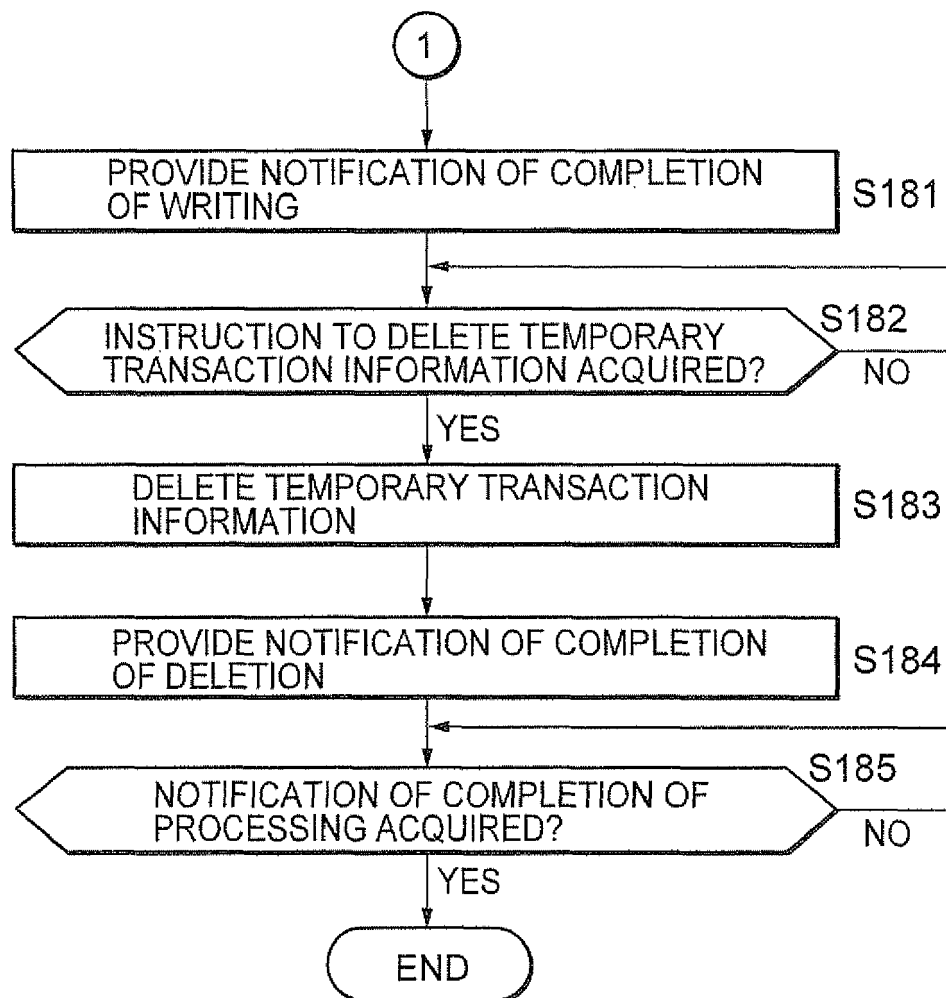 1
PROVIDE NOTIFICATION OF COMPLETION
OF WRITING
S181
S182
INSTRUCTION TO DELETE TEMPORARY
TRANSACTION INFORMATION ACQUIRED?
NO
YES
DELETE TEMPORARY TRANSACTION
INFORMATION
S183
PROVIDE NOTIFICATION OF COMPLETION
OF DELETION
S184
S185
NOTIFICATION OF COMPLETION OF
PROCESSING ACQUIRED?
NO
YES
END